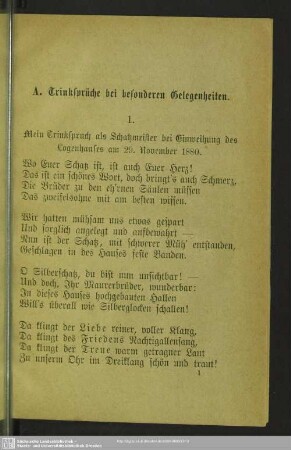 A. Trinksprüche bei besonderen Gelegenheiten.
1.
Mein Trinkspruch als Schatzmeister bei Einweihung des
Logenhauses am 29. November 1880.
Wo Euer Schatz ist, ist auch Euer Herz!
Das ist ein schönes Wort, doch bringt's auch Schmerz,
Die Brüder zu den eh'rnen Säulen müssen
Das zweifelsohne mit am besten wissen.
Wir hatten mühsam uns etwas gespart
Und sorglich angelegt und aufbewahrt —
Nun ist der Schatz, mit schwerer Müh' entstanden,
Geschlagen in des Hauses feste Banden.
O Silberschatz, du bist nun unsichtbar! —
Und doch, Ihr Maurerbrüder, wunderbar:
In dieses Hauses hochgebauten Hallen
Will's überall wie Silberglocken schallen!
Da klingt der Liebe reiner, voller Klang,
Da klingt des Friedens Nachtigallensang,
Da klingt der Treue warm getragner Laut
Zu unserm Ohr im Dreiklang schön und traut!
1